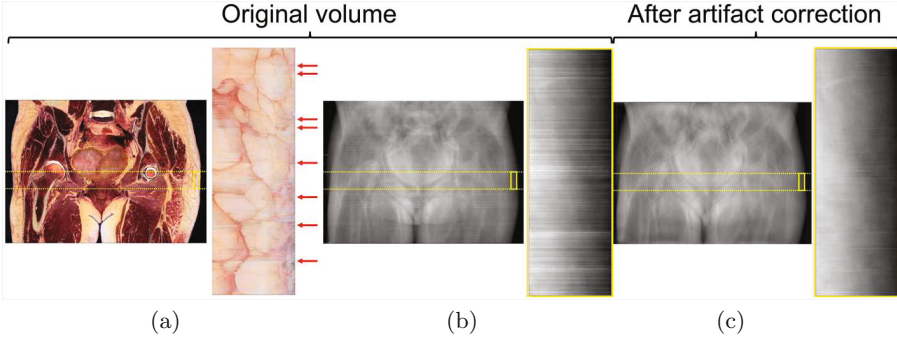 Original volume
After artifact correction
(a)
(b)
(c)